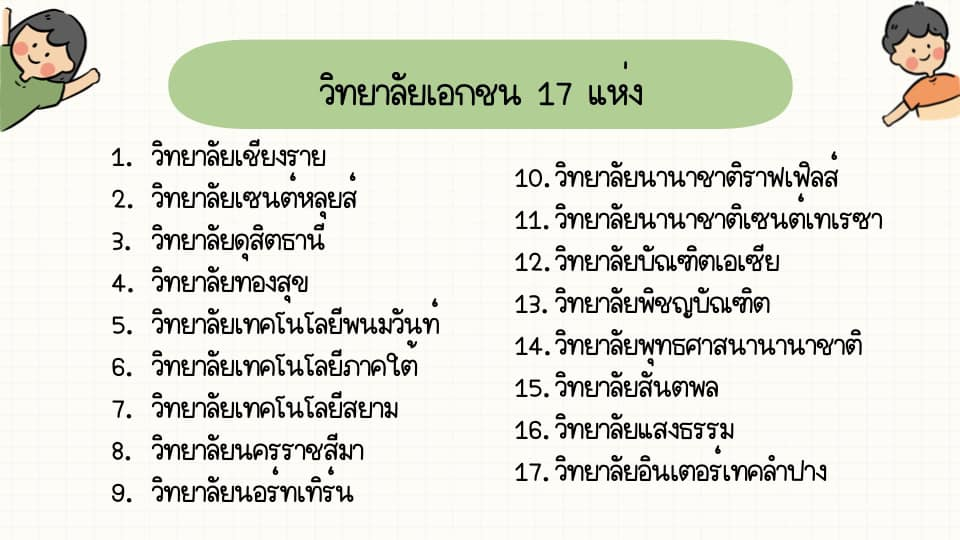 วิทยาลัยเอกชน 17 แห่ง
1. วิทยาลัยเชียงราย
2. วิทยาลัยเซนต์หลุยส์
3. วิทยาลัยดุสิตธานี
4. วิทยาลัยทองสุข
5. วิทยาลัยเทคโนโลยีพนมวันท์
6. วิทยาลัยเทคโนโลยีภาคใต้
7. วิทยาลัยเทคโนโลยีสยาม
8. วิทยาลัยนครราชสีมา
9. วิทยาลัยนอร์ทเทิร์น
10. วิทยาลัยนานาชาติราฟเฟิลส์
11. วิทยาลัยนานาชาติเซนต์เทเรซา
12. วิทยาลัยบัณฑิตเอเซีย
13. วิทยาลัยพิชญบัณฑิต
14. วิทยาลัยพุทธศาสนานานาชาติ
15. วิทยาลัยสันตพล
16. วิทยาลัยแสงธรรม
17. วิทยาลัยอินเตอร์เทคลำปาง